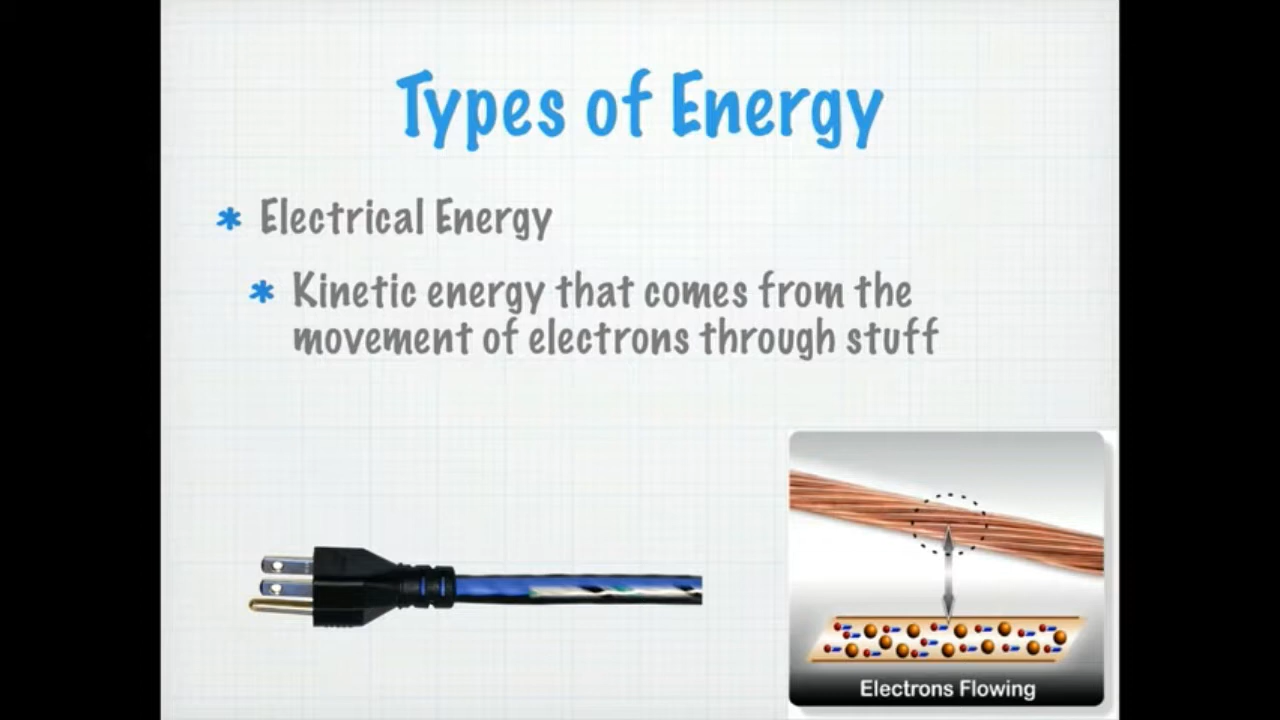 Types of Energy
* Electrical Energy
* Kinetic energy that comes from the
movement of electrons through stuff
Electrons Flowing